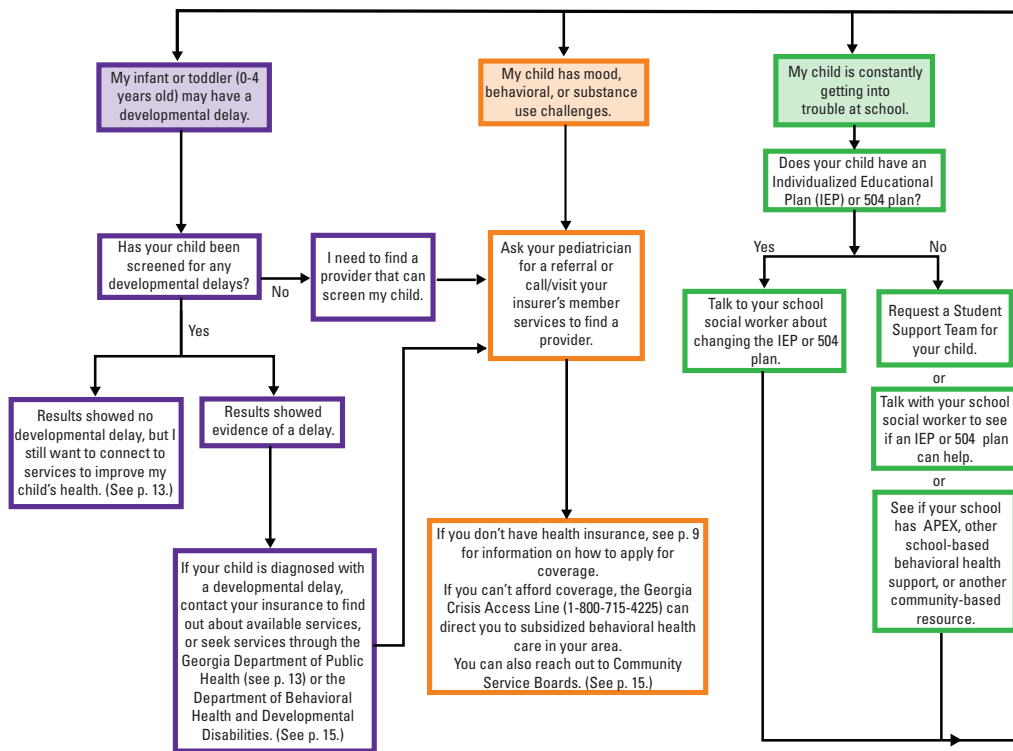 My infant or toddler (0-4
years old) may have a
developmental delay.
My child has mood,
behavioral, or substance
use challenges.
My child is constantly
getting into
trouble at school.
Does your child have an
Individualized Educational
Plan (IEP) or 504 plan?
Has your child been
screened for any
developmental delays?
No
I need to find a
provider that can
screen my child.
Ask your pediatrician
for a referral or
call/visit your
insurer's member
services to find a
provider.
Yes
No
Talk to your school
social worker about
changing the IEP or 504
plan.
Request a Student
Support Team for
your child.
or
Talk with your school
social worker to see
if an IEP or 504 plan
can help.
or
See if your school
has APEX, other
school-based
behavioral health
support, or another
community-based
resource.
Yes
Results showed no
developmental delay, but I
still want to connect to
services to improve my
child's health. (See p. 13.)
Results showed
evidence of a delay.
If your child is diagnosed with
a developmental delay,
contact your insurance to find
out about available services,
or seek services through the
Georgia Department of Public
Health (see p. 13) or the
Department of Behavioral
Health and Developmental
Disabilities. (See p. 15.)
If you don't have health insurance, see p. 9
for information on how to apply for
coverage.
If you can't afford coverage, the Georgia
Crisis Access Line (1-800-715-4225) can
direct you to subsidized behavioral health
care in your area.
You can also reach out to Community
Service Boards. (See p. 15.)